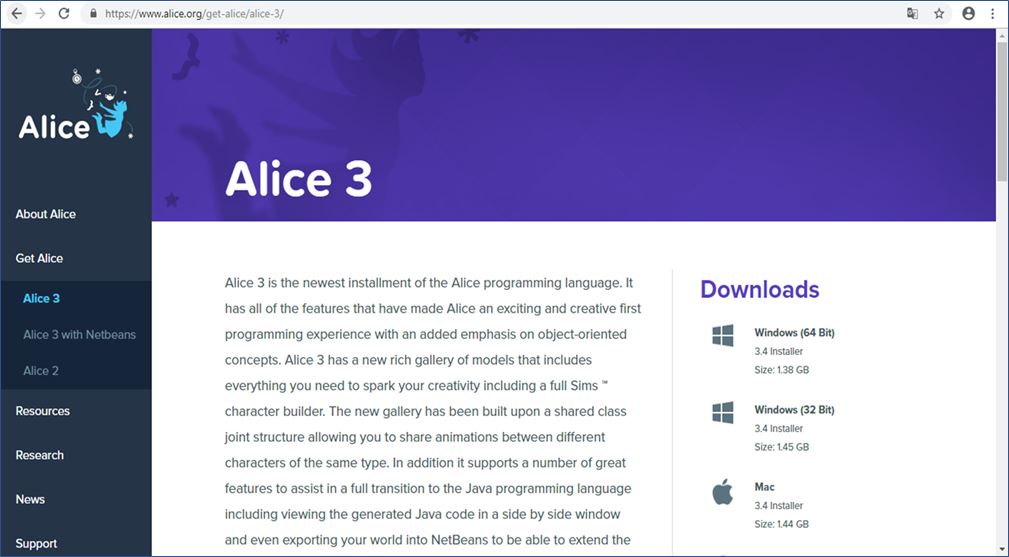 https://www.alice.org/get-alice/alice-3/
Alice
About Alice
Get Alice
Alice 3
Alice 3 with Netbeans
Alice 2
Resources
Research
News
Support
Alice 3
Alice 3 is the newest installment of the Alice programming language. It
has all of the features that have made Alice an exciting and creative first
programming experience with an added emphasis on object-oriented
concepts. Alice 3 has a new rich gallery of models that includes
everything you need to spark your creativity including a full Sims ™
character builder. The new gallery has been built upon a shared class
joint structure allowing you to share animations between different
characters of the same type. In addition it supports a number of great
features to assist in a full transition to the Java programming language
including viewing the generated Java code in a side by side window
and even exporting your world into NetBeans to be able to extend the
Downloads
Windows (64 Bit)
3.4 Installer
Size: 1.38 GB
Windows (32 Bit)
3.4 Installer
Size: 1.45 GB
Mac
3.4 Installer
Size: 1.44 GB